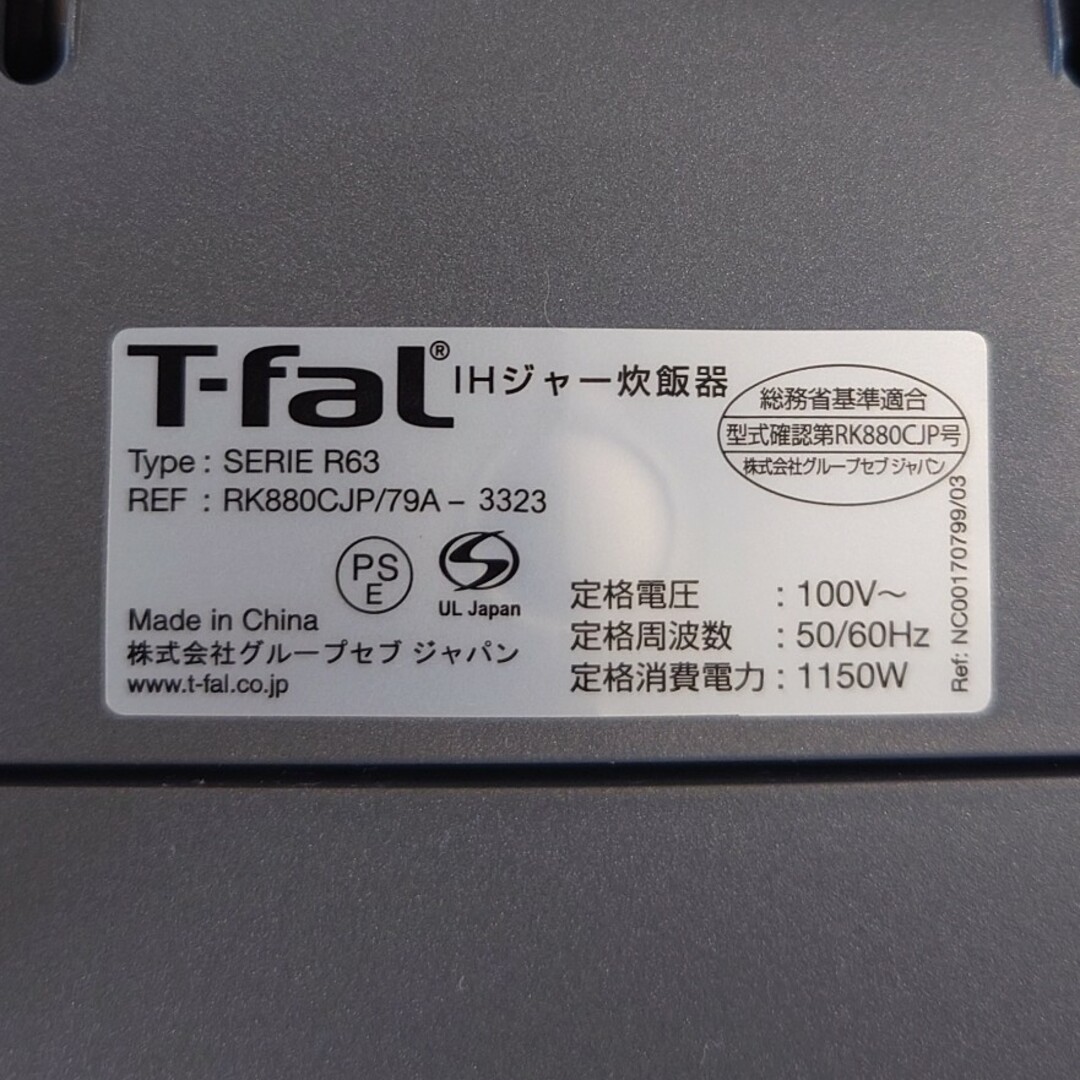 T-fal® IHジャー炊飯器
Type : SERIE R63
REF : RK880CJP/79A – 3323
総務省基準適合
型式確認第RK880CJP号
株式会社グループセブ ジャパン
PS
E
S
UL Japan
Made in China
株式会社グループセブ ジャパン
www.t-fal.co.jp
定格電圧 : 100V～
定格周波数 : 50/60Hz
定格消費電力 : 1150W
Ref: NC00170799/03